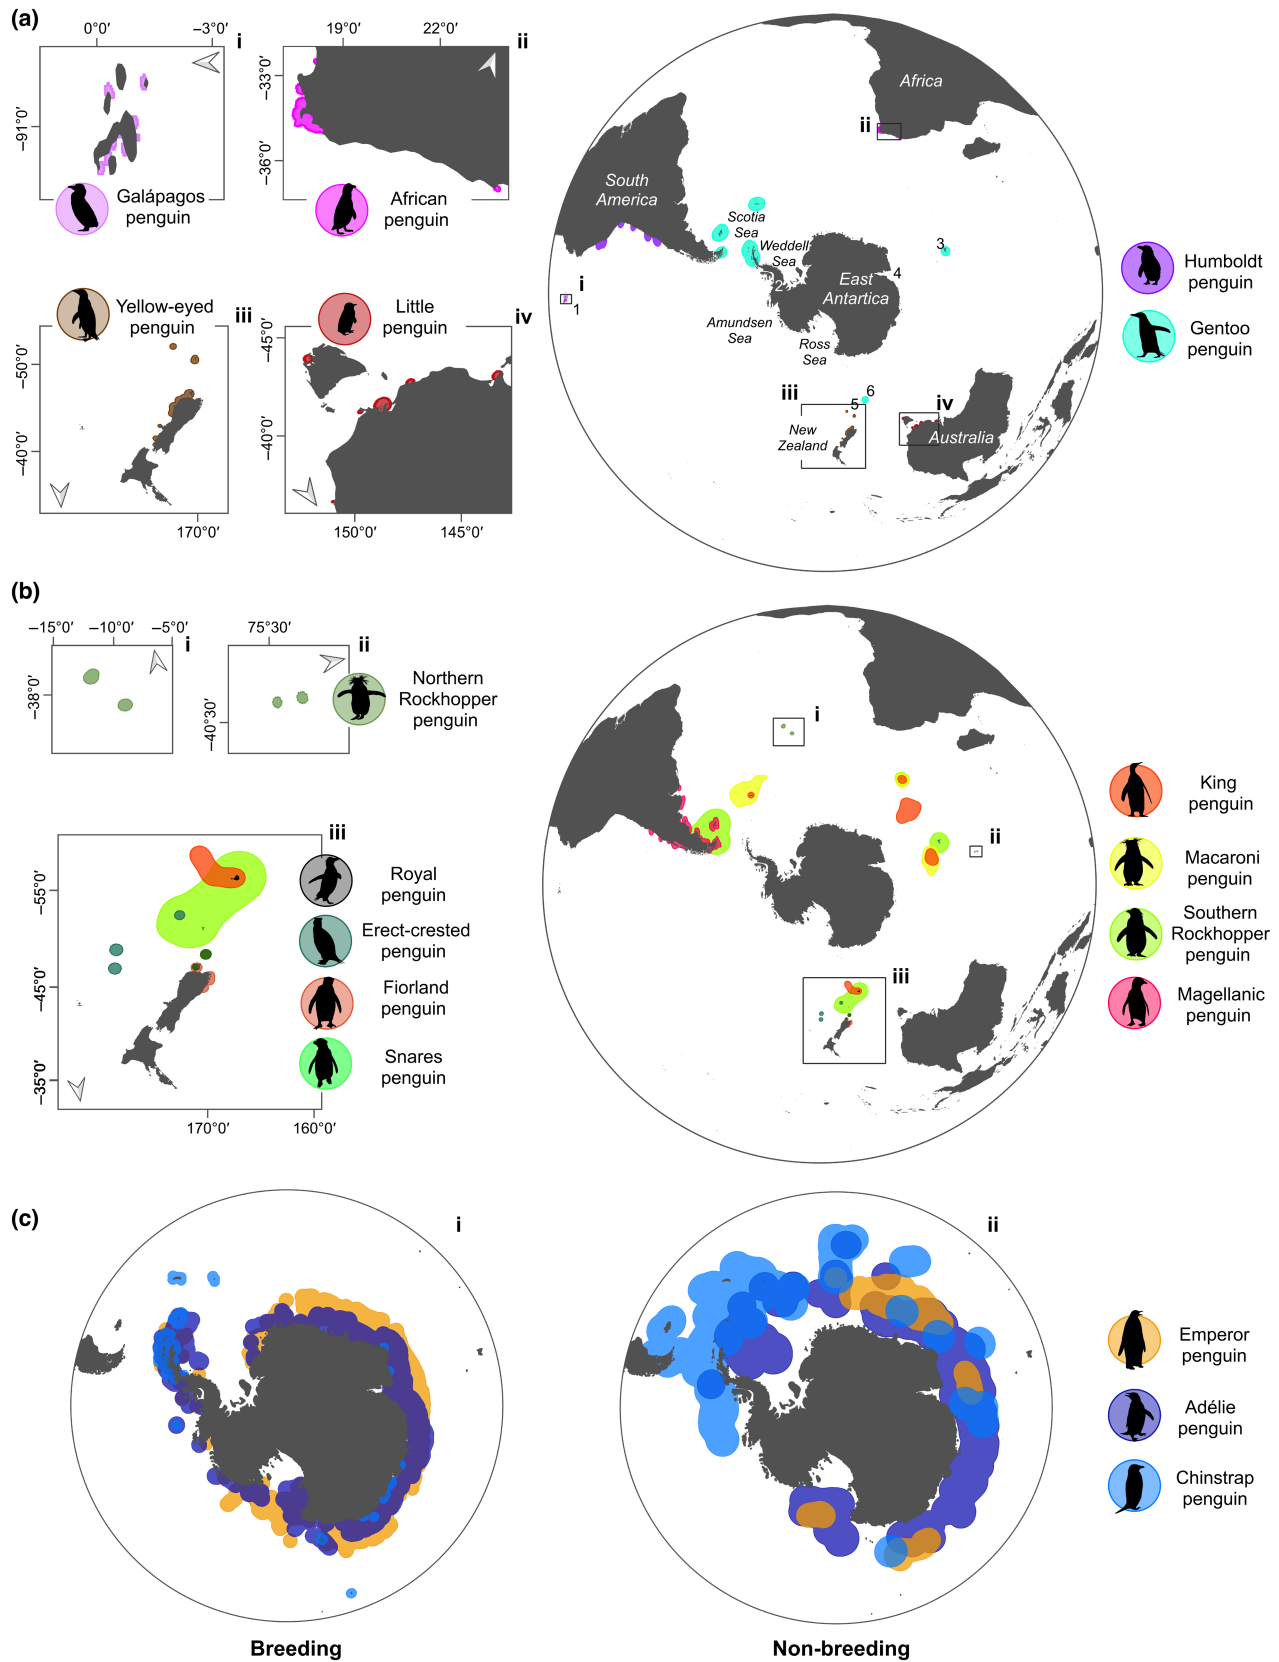 (a)
0°0′
−3°0′
i
−91°0′
Galápagos
penguin
19°0′
22°0′
ii
−33°0′
−36°0′
African
penguin
Yellow-eyed
penguin
iii
−50°0′
−40°0′
170°0′
Little
penguin
iv
−45°0′
−40°0′
150°0′
145°0′
Africa
ii
South
America
Scotia
Sea
Weddell
Sea
3
East
Antartica
4
2
i
1
Amundsen
Sea
Ross
Sea
iii
6
5
iv
New
Zealand
Australia
Humboldt
penguin
Gentoo
penguin
(b)
−15°0′
−10°0′
−5°0′
i
−38°0′
75°30′
ii
−40°30′
Northern
Rockhopper
penguin
iii
−55°0′
−45°0′
−35°0′
170°0′
160°0′
Royal
penguin
Erect-crested
penguin
Fiorland
penguin
Snares
penguin
i
ii
iii
King
penguin
Macaroni
penguin
Southern
Rockhopper
penguin
Magellanic
penguin
(c)
i
ii
Emperor
penguin
Adélie
penguin
Chinstrap
penguin
Breeding
Non-breeding